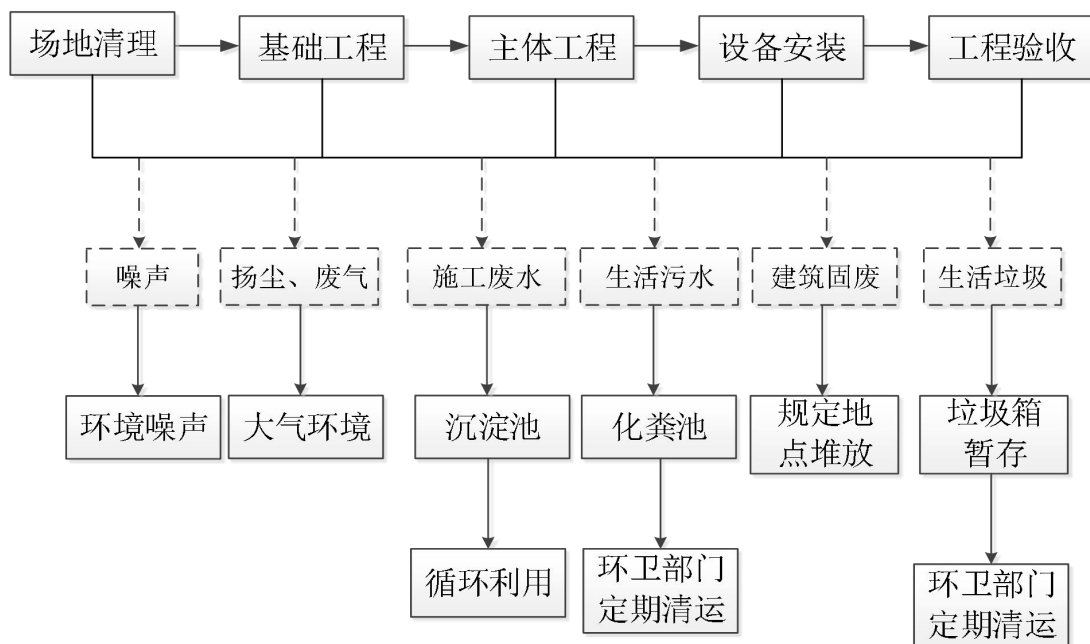 场地清理
基础工程
主体工程
设备安装
工程验收
噪声
扬尘、废气
施工废水
生活污水
建筑固废
生活垃圾
环境噪声
大气环境
沉淀池
化粪池
规定地
点堆放
垃圾箱
暂存
循环利用
环卫部门
定期清运
环卫部门
定期清运